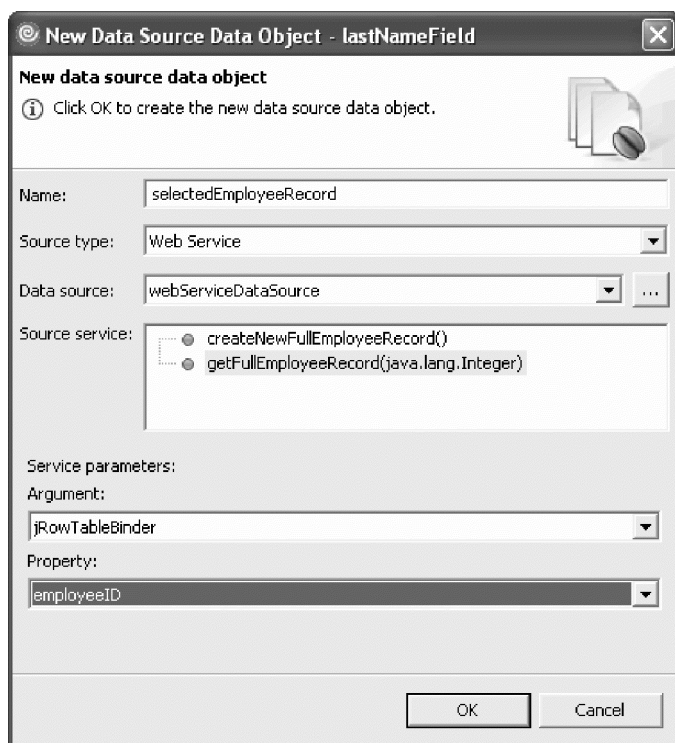 New Data Source Data Object - lastNameField
New data source data object
Click OK to create the new data source data object.
Name: selectedEmployeeRecord
Source type: Web Service
Data source: webServiceDataSource ...
Source service: createNewFullEmployeeRecord()
getFullEmployeeRecord(java.lang.Integer)
Service parameters:
Argument:
jRowTableBinder
Property:
employeeID
OK Cancel